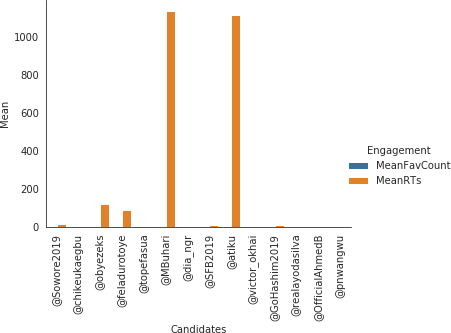 1000
800
600
400
200
0
Mean
@Sowore2019
@chikeukaegbu
@obyezeks
@feladurotoye
@topefasua
@MBuhari
@dia_ngr
@SFB2019
@atiku
@victor_okhai
@GoHashim2019
@realayodasilva
@OfficialAhmedB
@pnwangwu
Candidates
Engagement
MeanFavCount
MeanRTs